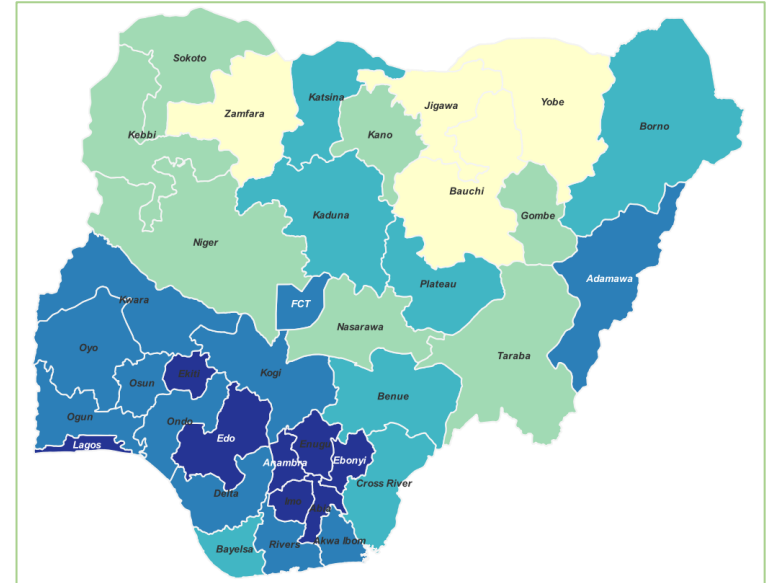 Sokoto
Katsina
Jigawa
Yobe
Zamfara
Borno
Kano
Kebbi
Bauchi
Kaduna
Gombe
Niger
Adamawa
Plateau
Kwara
FCT
Nasarawa
Oyo
Taraba
Kogi
Ekiti
Osun
Benue
Ogun
Ondo
Edo
Lagos
Enugu
Anambra
Ebonyi
Cross River
Delta
Imo
Abia
Akwa Ibom
Rivers
Bayelsa